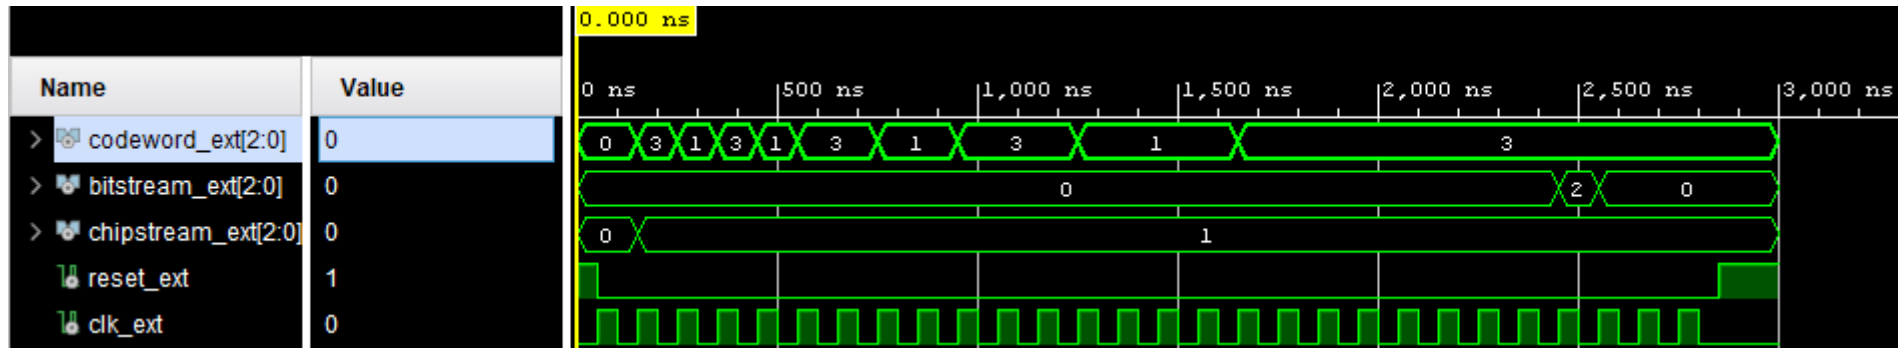 0.000 ns
Name Value 0 ns 500 ns 1,000 ns 1,500 ns 2,000 ns 2,500 ns 3,000 ns
codeword_ext[2:0] 0 0 3 1 3 1 3 1 3 1 3
bitstream_ext[2:0] 0 0 2 0
chipstream_ext[2:0] 0 0 1
reset_ext 1
clk_ext 0